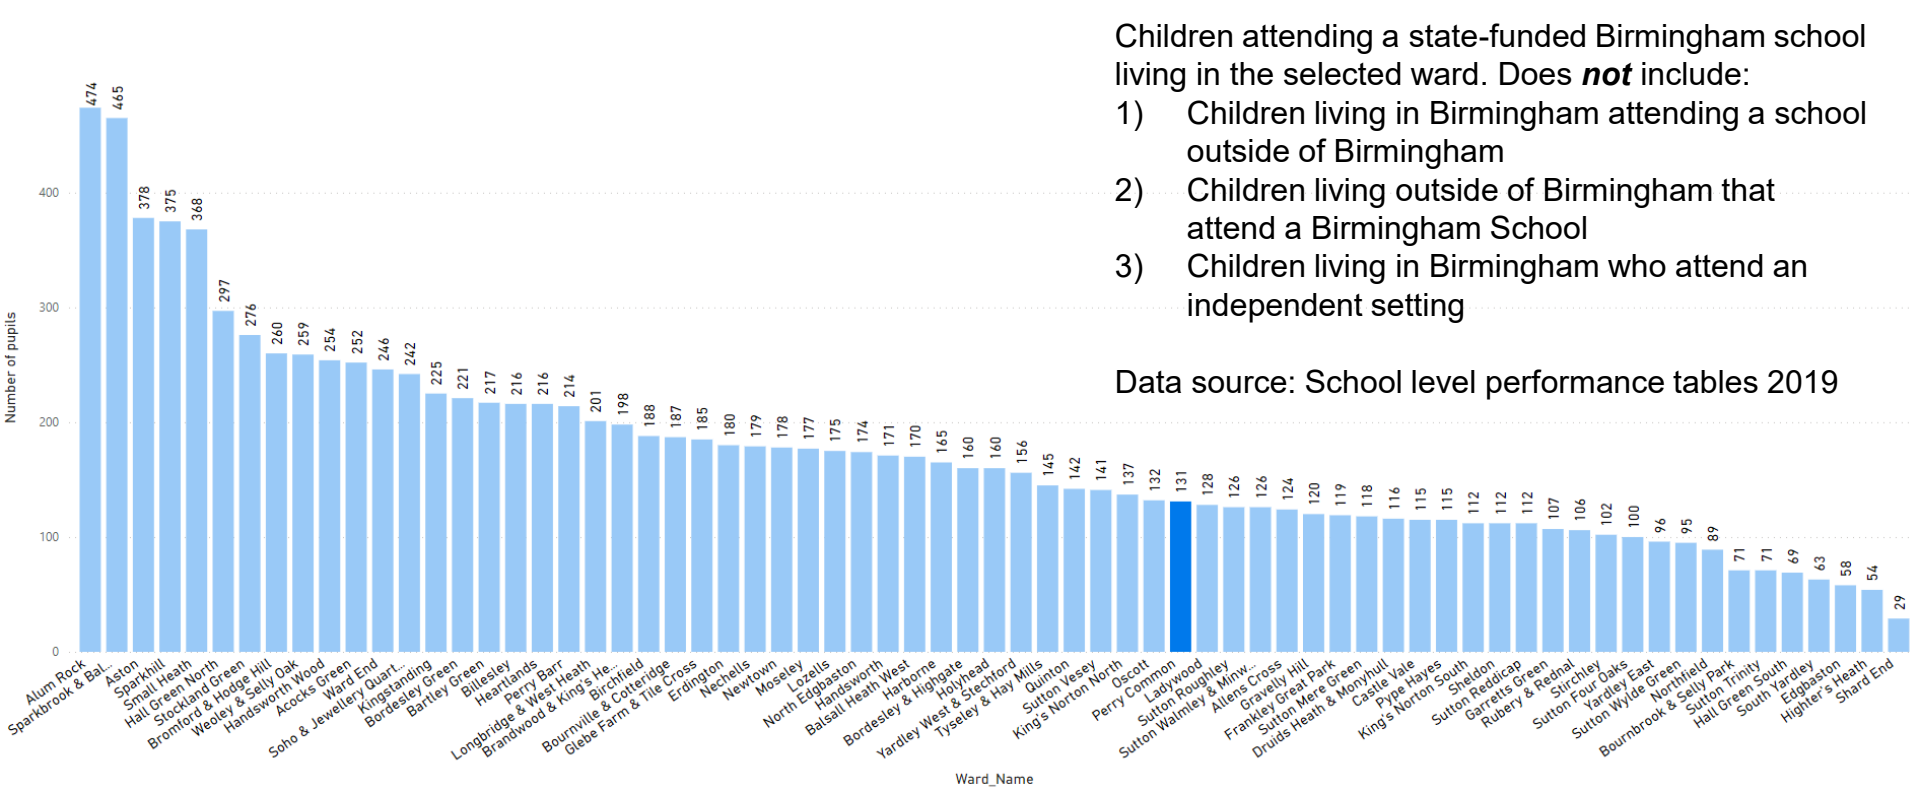 Children attending a state-funded Birmingham school
living in the selected ward. Does not include:
1) Children living in Birmingham attending a school
outside of Birmingham
2) Children living outside of Birmingham that
attend a Birmingham School
3) Children living in Birmingham who attend an
independent setting
Data source: School level performance tables 2019
Number of pupils
400
300
200
100
0
474
465
378
375
368
297
276
260
259
254
252
246
242
225
221
217
216
216
214
201
198
188
187
185
180
179
178
177
175
174
171
170
165
160
160
156
145
142
141
137
132
131
128
126
126
124
120
119
118
116
115
115
112
112
112
107
106
102
100
96
95
89
71
71
69
63
58
54
29
Alum Rock
Sparkbrook & Bal...
Aston
Sparkhill
Small Heath
Hall Green North
Stockland Green
Bromford & Hodge Hill
Weoley & Selly Oak
Handsworth Wood
Acocks Green
Ward End
Soho & Jewellery Quart...
Kingstanding
Bordesley Green
Bartley Green
Billesley
Heartlands
Perry Barr
Longbridge & West Heath
Brandwood & King's He...
Birchfield
Bournville & Cotteridge
Glebe Farm & Tile Cross
Erdington
Nechells
Newtown
Moseley
Lozells
North Edgbaston
Handsworth
Balsall Heath West
Harborne
Bordesley & Highgate
Holyhead
Yardley West & Stechford
Tyseley & Hay Mills
Quinton
Sutton Vesey
King's Norton North
Oscott
Perry Common
Ladywood
Sutton Roughley
Sutton Walmley & Minw...
Allens Cross
Gravelly Hill
Frankley Great Park
Sutton Mere Green
Druids Heath & Monyhull
Castle Vale
Pype Hayes
King's Norton South
Sheldon
Sutton Reddicap
Garretts Green
Rubery & Rednal
Stirchley
Sutton Four Oaks
Yardley East
Sutton Wylde Green
Northfield
Bournbrook & Selly Park
Sutton Trinity
Hall Green South
South Yardley
Edgbaston
Highter's Heath
Shard End
Ward_Name